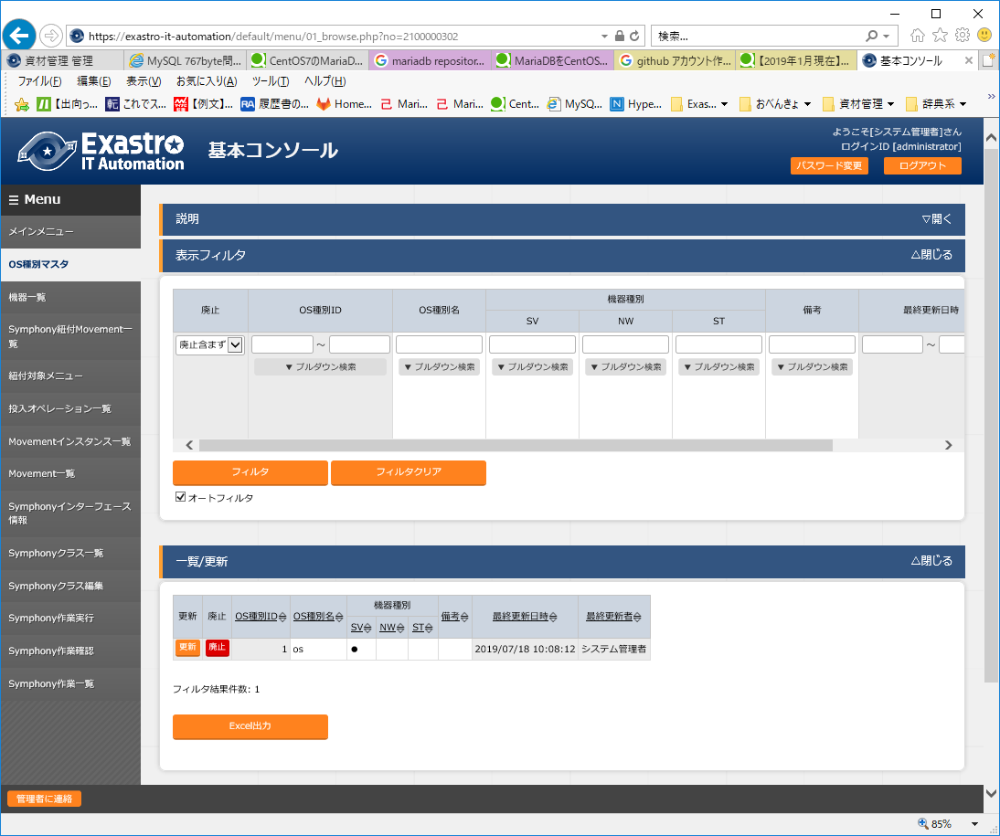 https://exastro-it-automation/default/menu/01_browse.php?no=2100000302
検索...
資材管理 管理
MySQL 767byte問...
CentOS7のMariaD...
mariadb repositor...
MariaDBをCentOS...
github アカウント作...
【2019年1月現在】...
基本コンソール
ファイル(F) 編集(E) 表示(V) お気に入り(A) ツール(T) ヘルプ(H)
【出向っ... これでス... 【例文】... 履歴書の... Home... Mari... Mari... Cent... MySQ... Hype... Exas... おべんきょ 資材管理 辞典系
Exastro
IT Automation
基本コンソール
ようこそ[システム管理者]さん
ログインID [administrator]
パスワード変更 ログアウト
☰ Menu
メインメニュー
OS種別マスタ
機器一覧
Symphony紐付Movement一
覧
紐付対象メニュー
投入オペレーション一覧
Movementインスタンス一覧
Movement一覧
Symphonyインターフェース
情報
Symphonyクラス一覧
Symphonyクラス編集
Symphony作業実行
Symphony作業確認
Symphony作業一覧
説明 ▽開く
表示フィルタ △閉じる
廃止 OS種別ID OS種別名 機器種別 備考 最終更新日時
SV NW ST
廃止含まず ～ ～
▼プルダウン検索 ▼プルダウン検索 ▼プルダウン検索 ▼プルダウン検索 ▼プルダウン検索 ▼プルダウン検索
フィルタ フィルタクリア
オートフィルタ
一覧/更新 △閉じる
更新 廃止 OS種別ID OS種別名 機器種別 備考 最終更新日時 最終更新者
SV NW ST
更新 廃止 1 os ● 2019/07/18 10:08:12 システム管理者
フィルタ結果件数: 1
Excel出力
管理者に連絡
85%